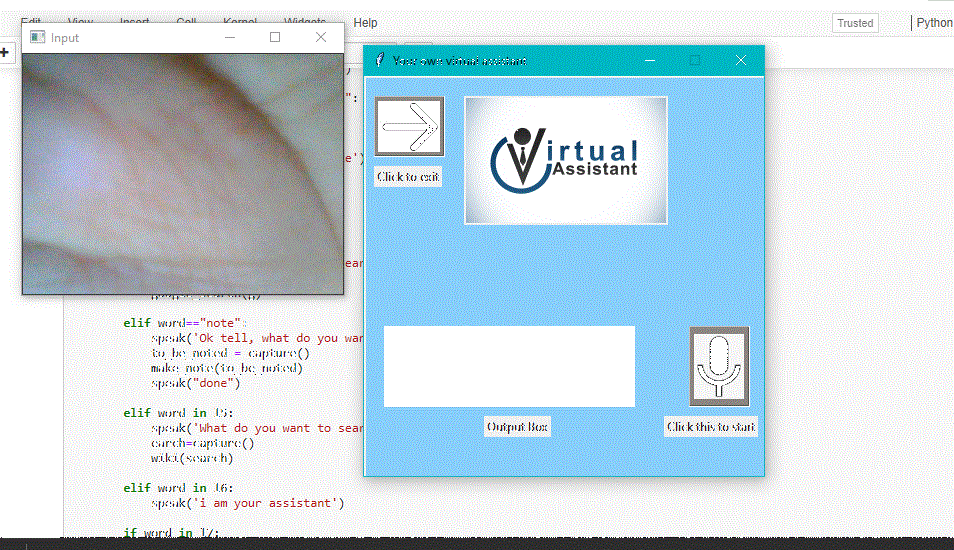 Edit View Insert Cell Kernel Widgets Help
Trusted
Python
Input
Your own virtual assistant
Click to exit
Virtual
Assistant
":
e')
elif word=="note":
speak('Ok tell, what do you wan
to_be_noted = capture()
make_note(to_be_noted)
speak("done")
elif word in l5:
speak('What do you want to sear
earch=capture()
wiki(search)
elif word in l6:
speak('i am your assistant')
if word in l7:
Output Box
Click this to start